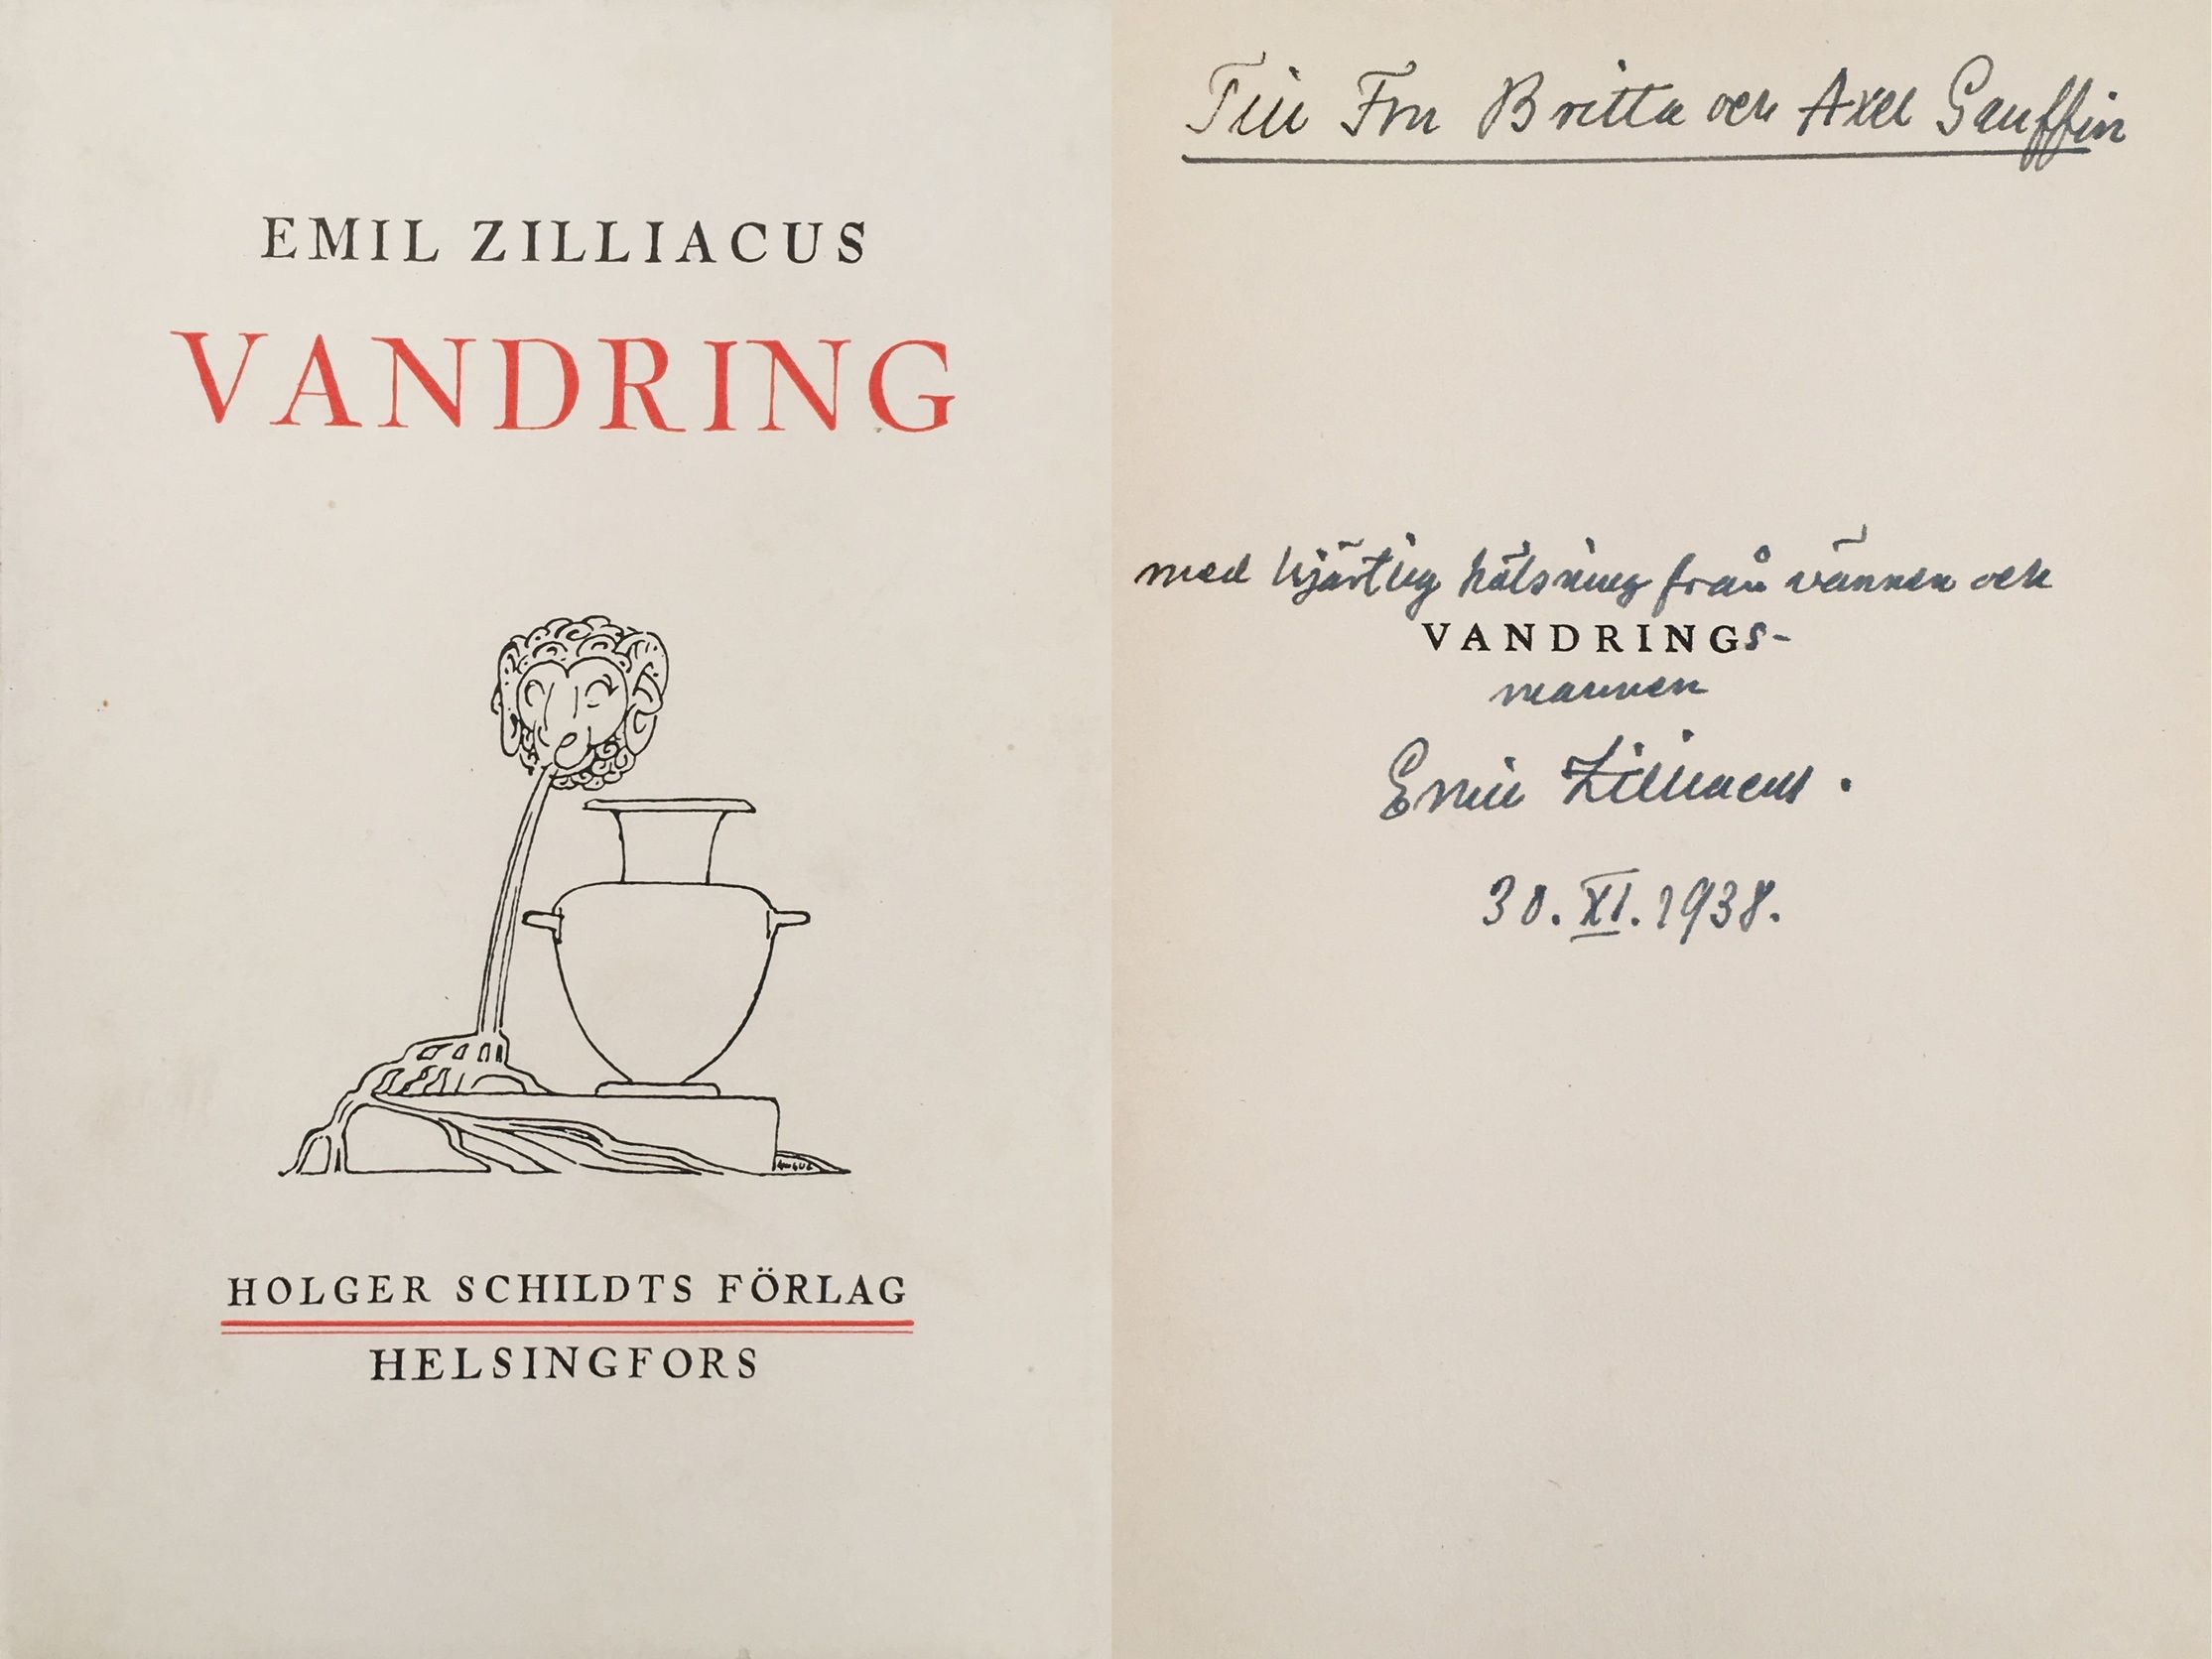 EMIL ZILLIACUS
VANDRING
HOLGER SCHILDTS FÖRLAG
HELSINGFORS
Till Fru Britta och Axel Gauffin
med hjärtlig hälsning från vännen och
VANDRINGS-
mannen
Emil Zilliacus.
30.XI.1938.